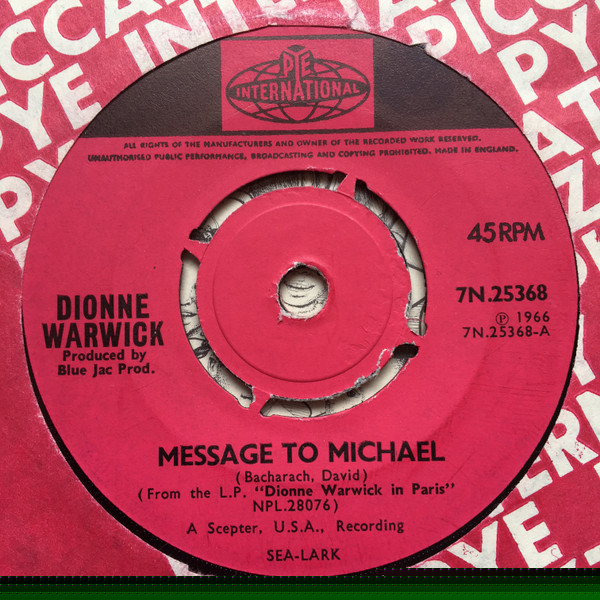 PYE
INTERNATIONAL
ALL RIGHTS OF THE MANUFACTURERS AND OWNER OF THE RECORDED WORK RESERVED.
UNAUTHORISED PUBLIC PERFORMANCE, BROADCASTING AND COPYING PROHIBITED. MADE IN ENGLAND.
45 RPM
7N.25368
Ⓟ 1966
7N.25368-A
DIONNE
WARWICK
Produced by
Blue Jac Prod.
MESSAGE TO MICHAEL
(Bacharach, David)
(From the L.P. "Dionne Warwick in Paris"
NPL.28076)
A Scepter, U.S.A., Recording
SEA-LARK